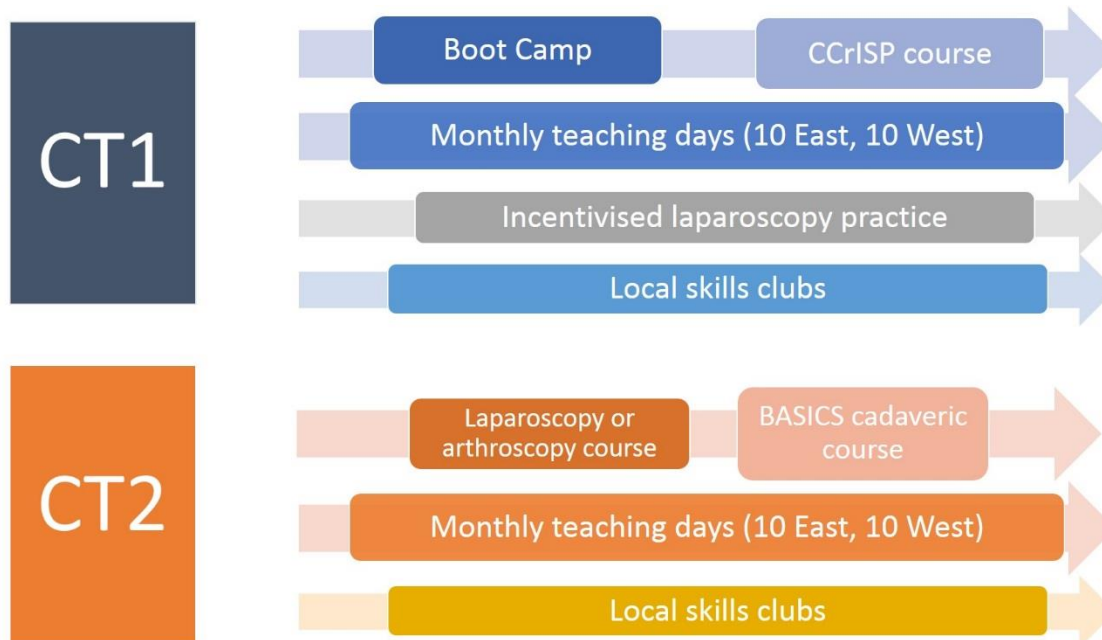 CT1
Boot Camp
CCrISP course
Monthly teaching days (10 East, 10 West)
Incentivised laparoscopy practice
Local skills clubs
CT2
Laparoscopy or
arthroscopy course
BASICS cadaveric
course
Monthly teaching days (10 East, 10 West)
Local skills clubs